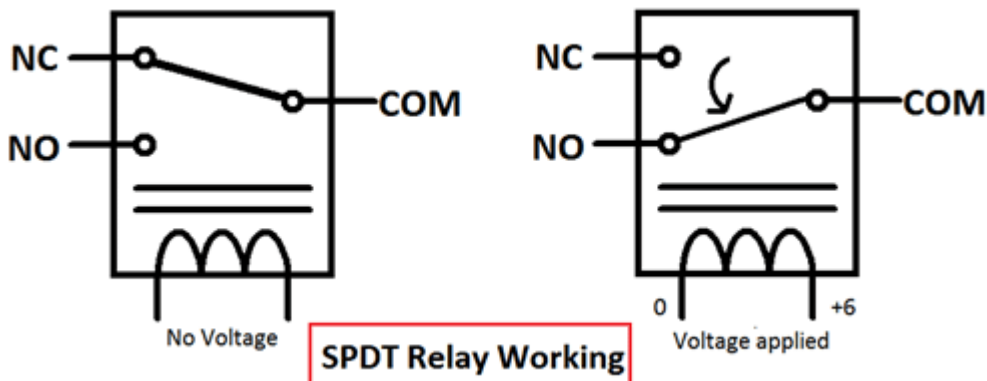 NC
COM
NO
No Voltage
NC
COM
NO
0
+6
Voltage applied
SPDT Relay Working